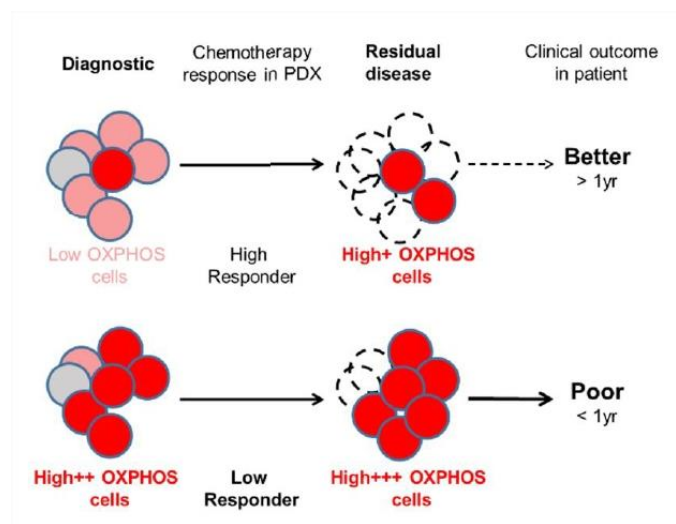 Diagnostic
Chemotherapy
response in PDX
Residual
disease
Clinical outcome
in patient
Better
> 1yr
Low OXPHOS
cells
High
Responder
High+ OXPHOS
cells
Poor
< 1yr
High++ OXPHOS
cells
Low
Responder
High+++ OXPHOS
cells